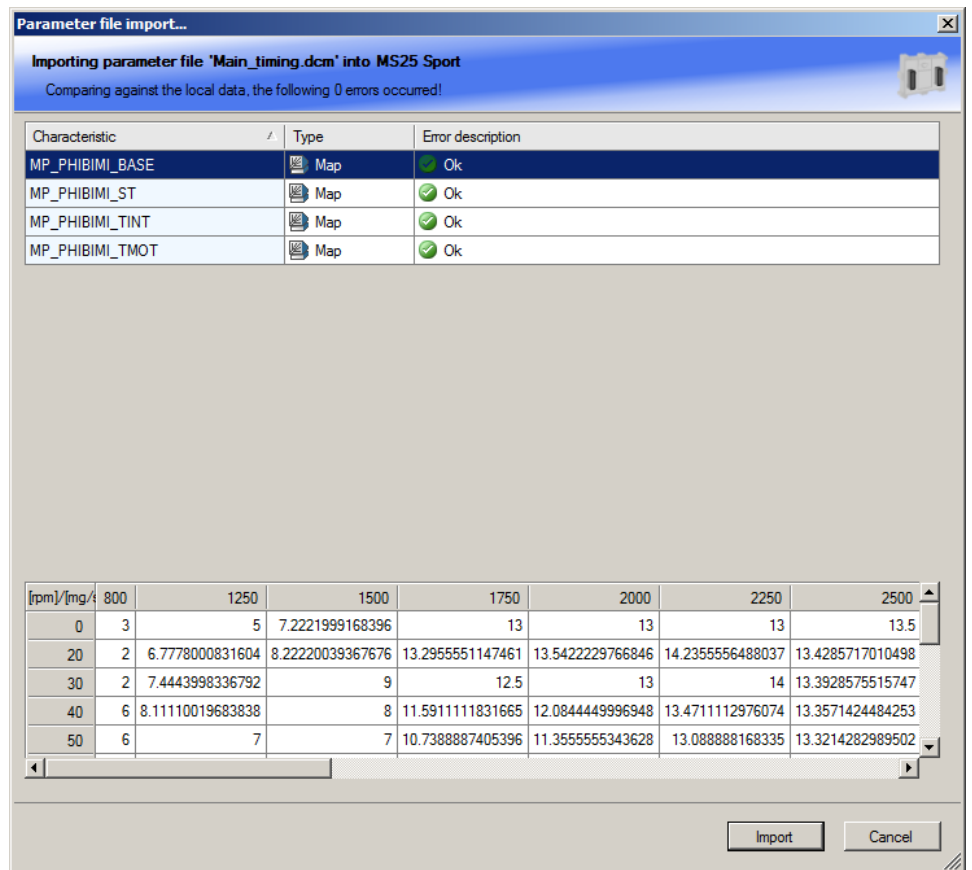 Parameter file import...
Importing parameter file 'Main_timing.dcm' into MS25 Sport
Comparing against the local data, the following 0 errors occurred!
Characteristic Type Error description
MP_PHIBIMI_BASE Map Ok
MP_PHIBIMI_ST Map Ok
MP_PHIBIMI_TINT Map Ok
MP_PHIBIMI_TMOT Map Ok
[rpm]/[mg/s 800 1250 1500 1750 2000 2250 2500
0 3 5 7.2221999168396 13 13 13 13.5
20 2 6.7778000831604 8.22220039367676 13.2955551147461 13.5422229766846 14.2355556488037 13.4285717010498
30 2 7.4443998336792 9 12.5 13 14 13.3928575515747
40 6 8.11110019683838 8 11.5911111831665 12.0844449996948 13.4711112976074 13.3571424484253
50 6 7 7 10.7388887405396 11.3555555343628 13.088888168335 13.3214282989502
Import Cancel